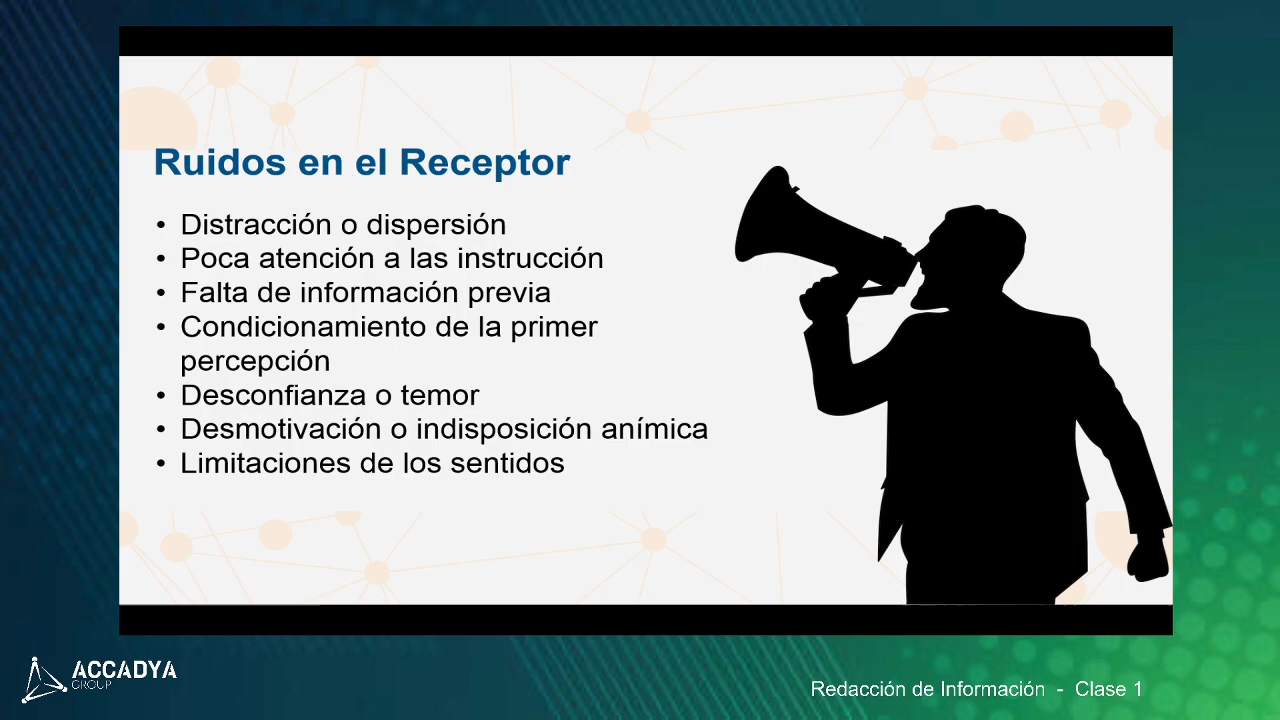 Ruidos en el Receptor
• Distracción o dispersión
• Poca atención a las instrucción
• Falta de información previa
• Condicionamiento de la primer
percepción
• Desconfianza o temor
• Desmotivación o indisposición anímica
• Limitaciones de los sentidos
ACCADYA
GROUP
Redacción de Información - Clase 1